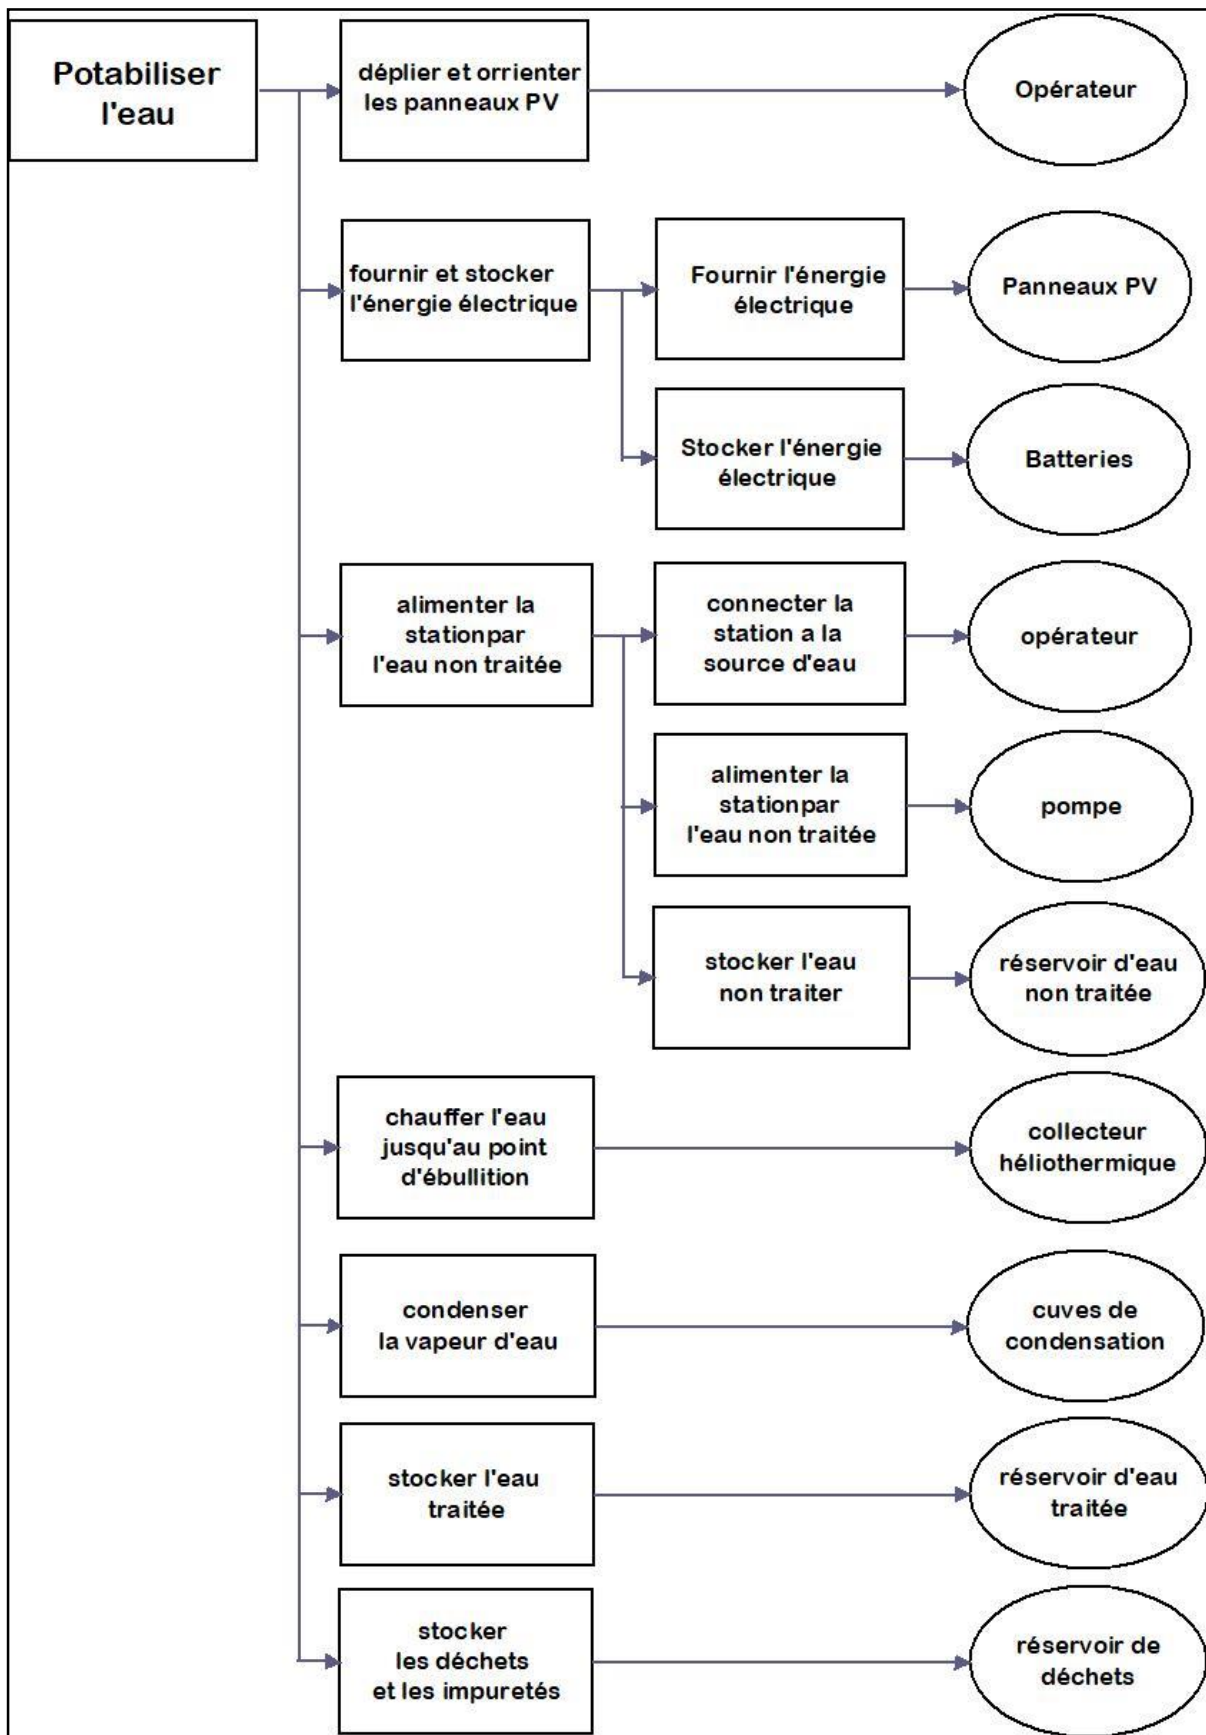 Potabiliser
l'eau
déplier et orrienter
les panneaux PV
Opérateur
fournir et stocker
l'énergie électrique
Fournir l'énergie
électrique
Panneaux PV
Stocker l'énergie
électrique
Batteries
alimenter la
stationpar
l'eau non traitée
connecter la
station a la
source d'eau
opérateur
alimenter la
stationpar
l'eau non traitée
pompe
stocker l'eau
non traiter
réservoir d'eau
non traitée
chauffer l'eau
jusqu'au point
d'ébullition
collecteur
héliothermique
condenser
la vapeur d'eau
cuves de
condensation
stocker l'eau
traitée
réservoir d'eau
traitée
stocker
les déchets
et les impuretés
réservoir de
déchets